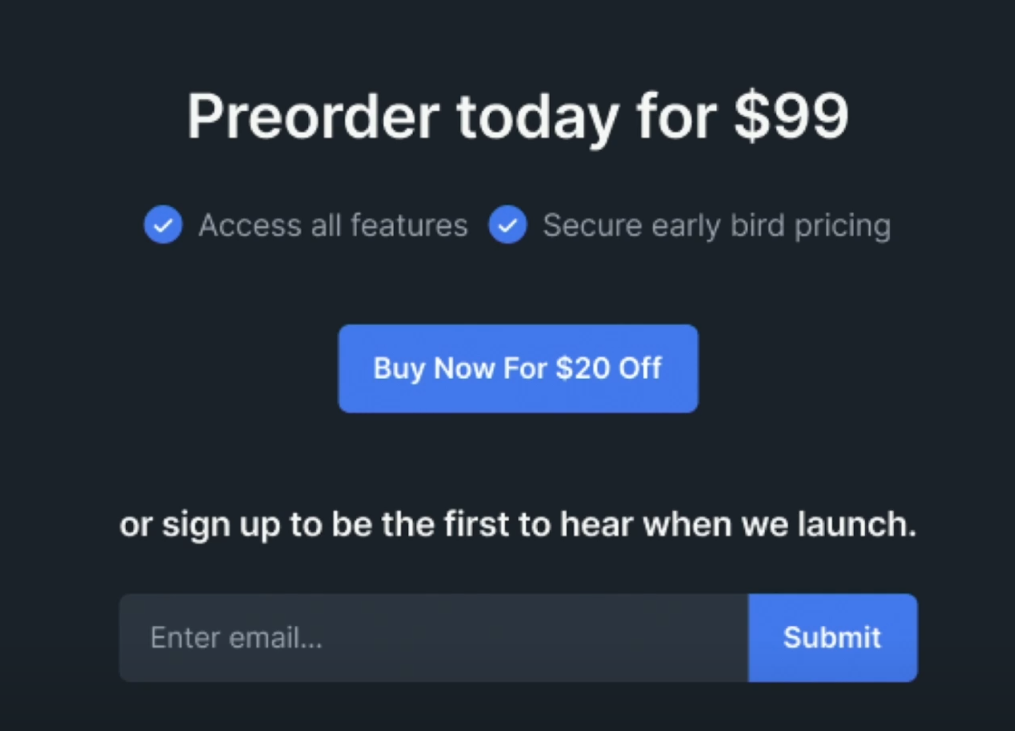 Preorder today for $99
Access all features Secure early bird pricing
Buy Now For $20 Off
or sign up to be the first to hear when we launch.
Enter email... Submit